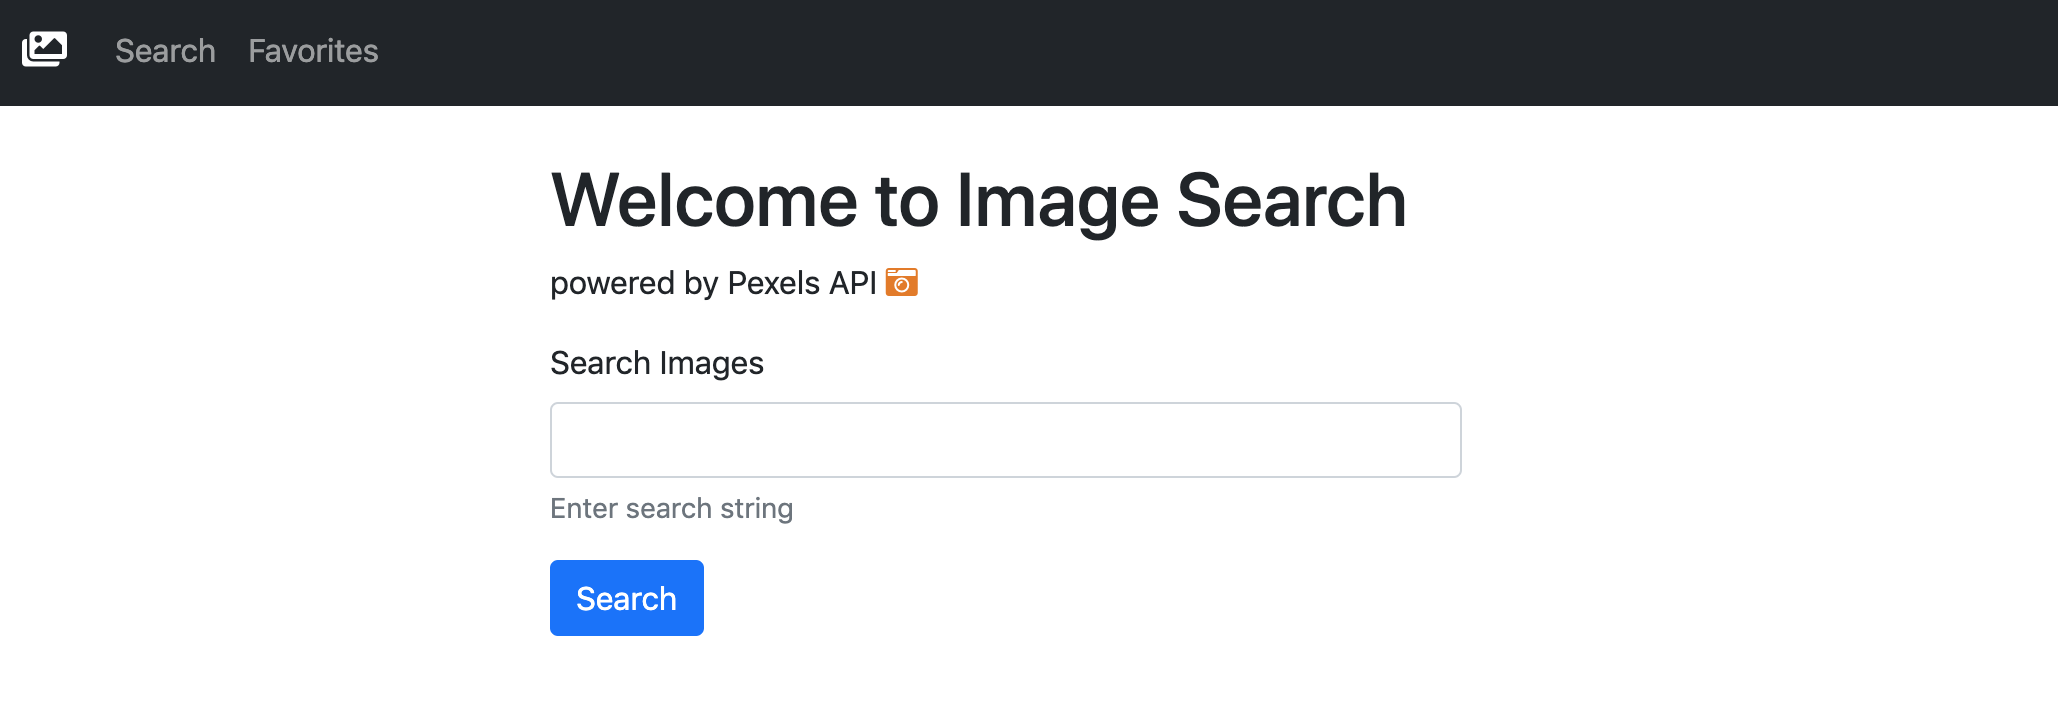 Search Favorites
Welcome to Image Search
powered by Pexels API
Search Images
Enter search string
Search